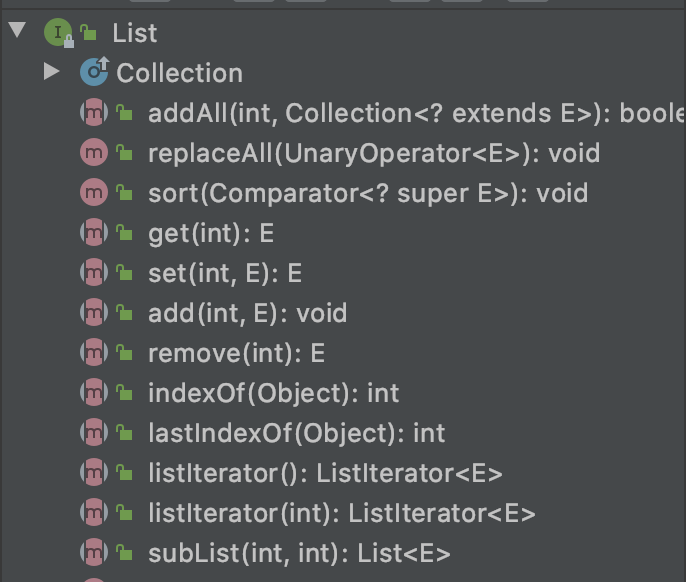 List
Collection
addAll(int, Collection<? extends E>): boole
replaceAll(UnaryOperator<E>): void
sort(Comparator<? super E>): void
get(int): E
set(int, E): E
add(int, E): void
remove(int): E
indexOf(Object): int
lastIndexOf(Object): int
listIterator(): ListIterator<E>
listIterator(int): ListIterator<E>
subList(int, int): List<E>